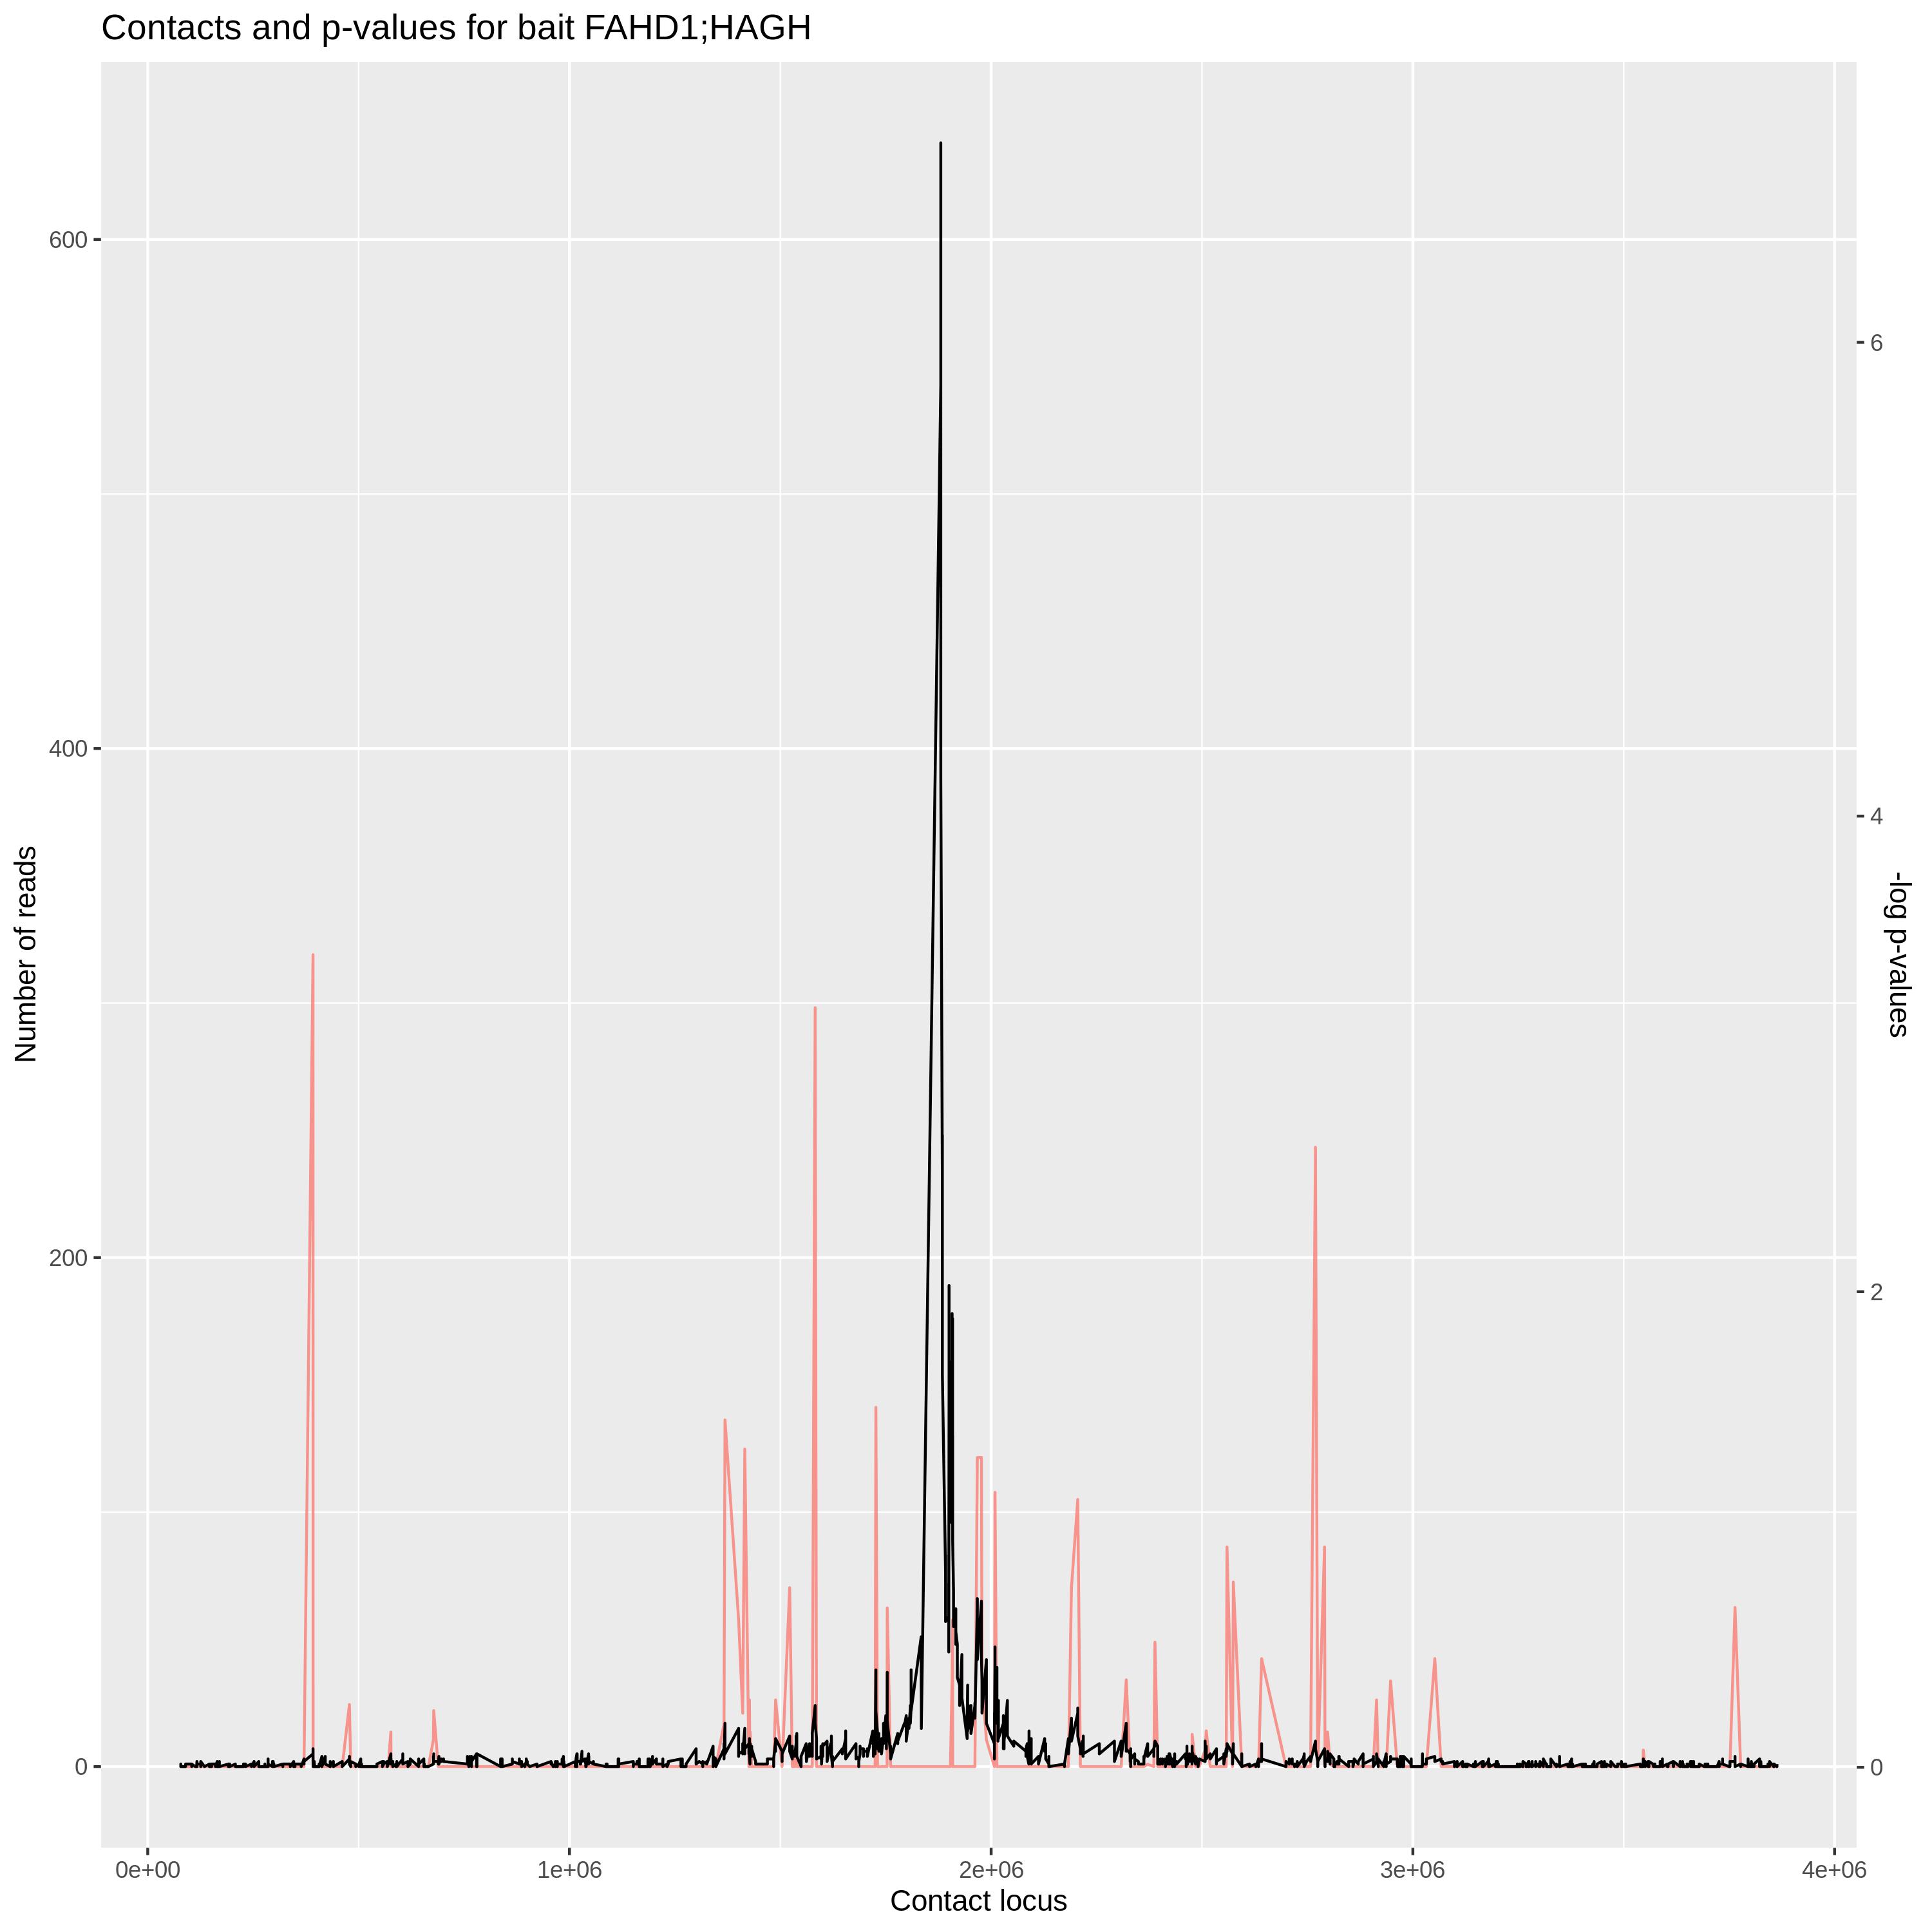 Contacts and p-values for bait FAHD1;HAGH
600
400
200
0
Number of reads
6
4
2
0
-log p-values
0e+00 1e+06 2e+06 3e+06 4e+06
Contact locus